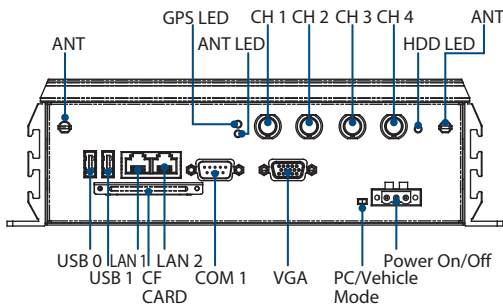 GPS LED CH 1 CH 2 CH 3 CH 4 ANT
ANT ANT LED HDD LED
USB 0 LAN 1 LAN 2 COM 1 VGA Power On/Off
USB 1 CF PC/Vehicle
CARD Mode